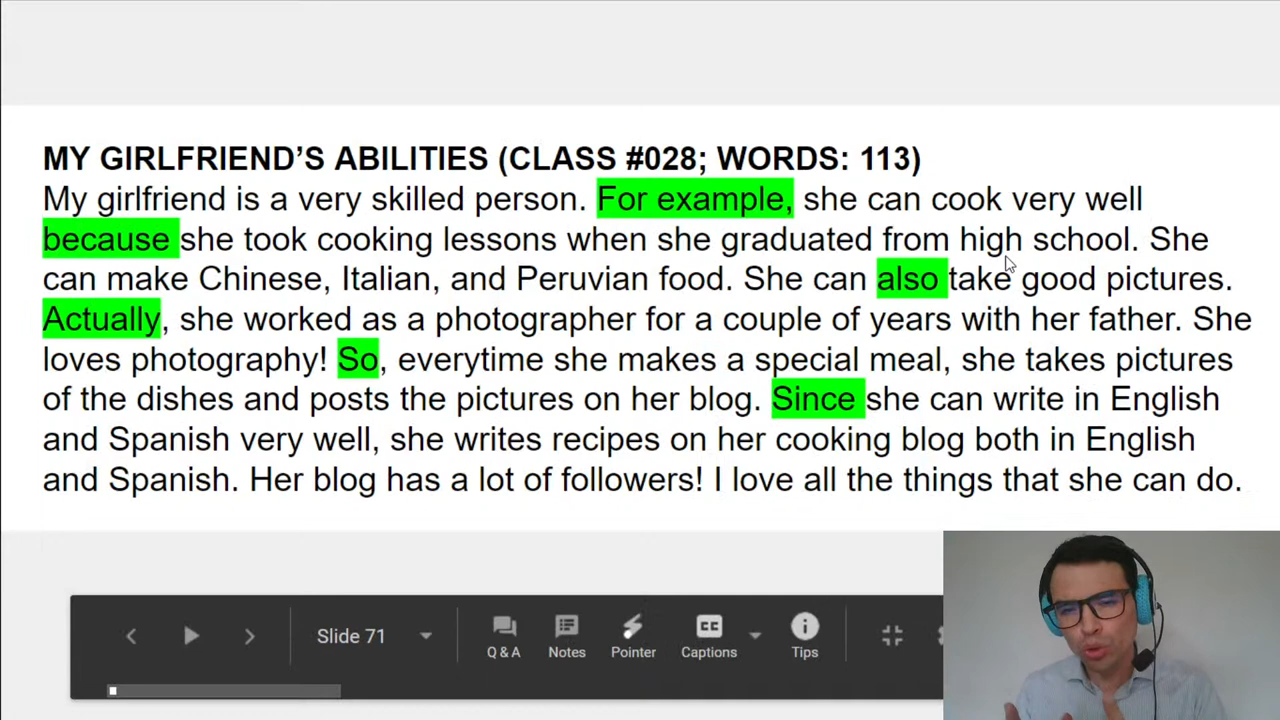 MY GIRLFRIEND'S ABILITIES (CLASS #028; WORDS: 113)
My girlfriend is a very skilled person. For example, she can cook very well
because she took cooking lessons when she graduated from high school. She
can make Chinese, Italian, and Peruvian food. She can also take good pictures.
Actually, she worked as a photographer for a couple of years with her father. She
loves photography! So, everytime she makes a special meal, she takes pictures
of the dishes and posts the pictures on her blog. Since she can write in English
and Spanish very well, she writes recipes on her cooking blog both in English
and Spanish. Her blog has a lot of followers! I love all the things that she can do.
Slide 71
Q & A
Notes
Pointer
CC
Captions
Tips